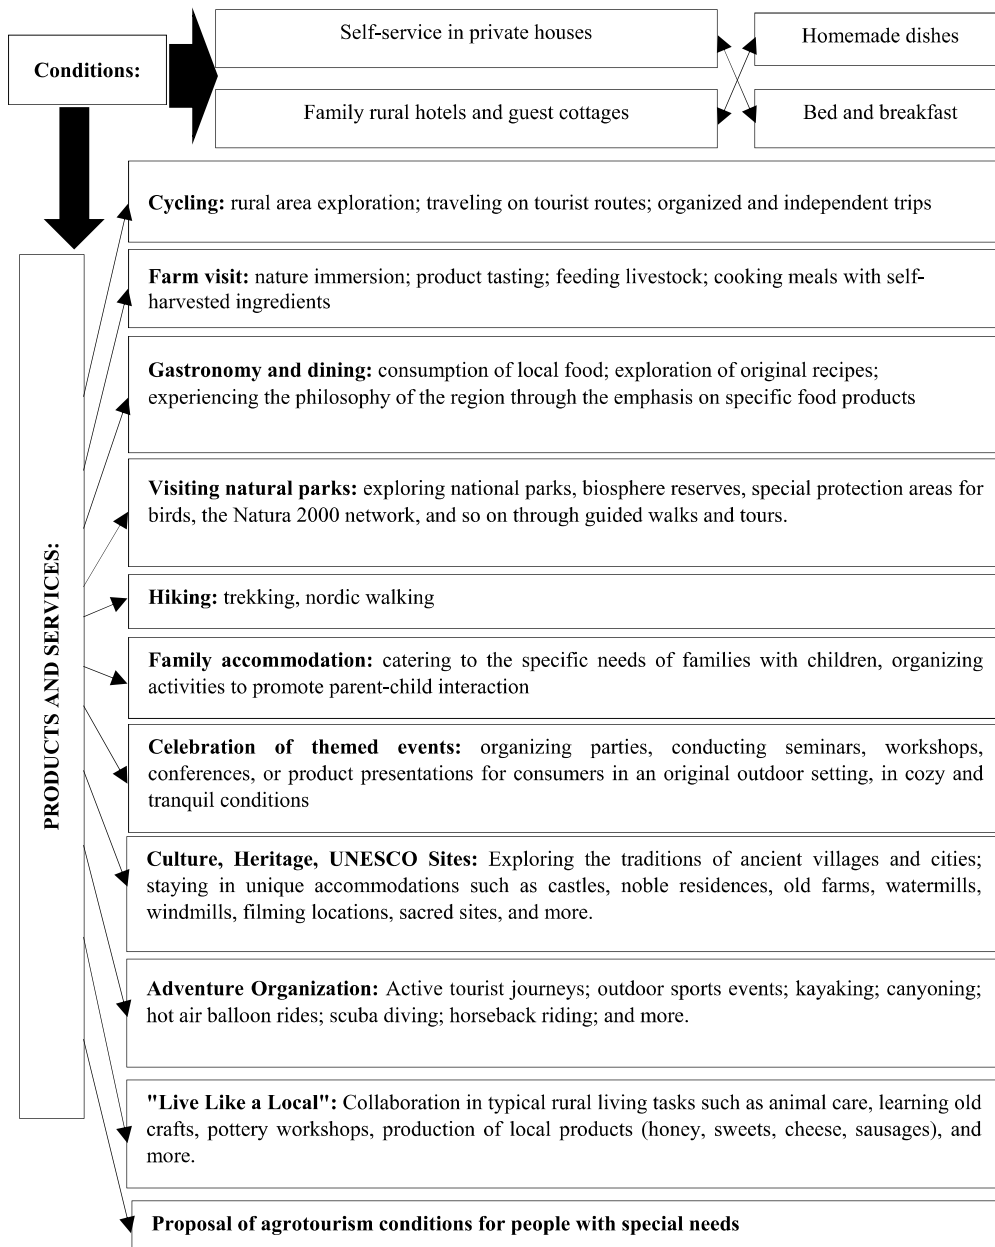 Conditions:
Self-service in private houses
Homemade dishes
Family rural hotels and guest cottages
Bed and breakfast
PRODUCTS AND SERVICES:
Cycling: rural area exploration; traveling on tourist routes; organized and independent trips
Farm visit: nature immersion; product tasting; feeding livestock; cooking meals with self-
harvested ingredients
Gastronomy and dining: consumption of local food; exploration of original recipes;
experiencing the philosophy of the region through the emphasis on specific food products
Visiting natural parks: exploring national parks, biosphere reserves, special protection areas for
birds, the Natura 2000 network, and so on through guided walks and tours.
Hiking: trekking, nordic walking
Family accommodation: catering to the specific needs of families with children, organizing
activities to promote parent-child interaction
Celebration of themed events: organizing parties, conducting seminars, workshops,
conferences, or product presentations for consumers in an original outdoor setting, in cozy and
tranquil conditions
Culture, Heritage, UNESCO Sites: Exploring the traditions of ancient villages and cities;
staying in unique accommodations such as castles, noble residences, old farms, watermills,
windmills, filming locations, sacred sites, and more.
Adventure Organization: Active tourist journeys; outdoor sports events; kayaking; canyoning;
hot air balloon rides; scuba diving; horseback riding; and more.
"Live Like a Local": Collaboration in typical rural living tasks such as animal care, learning old
crafts, pottery workshops, production of local products (honey, sweets, cheese, sausages), and
more.
Proposal of agrotourism conditions for people with special needs